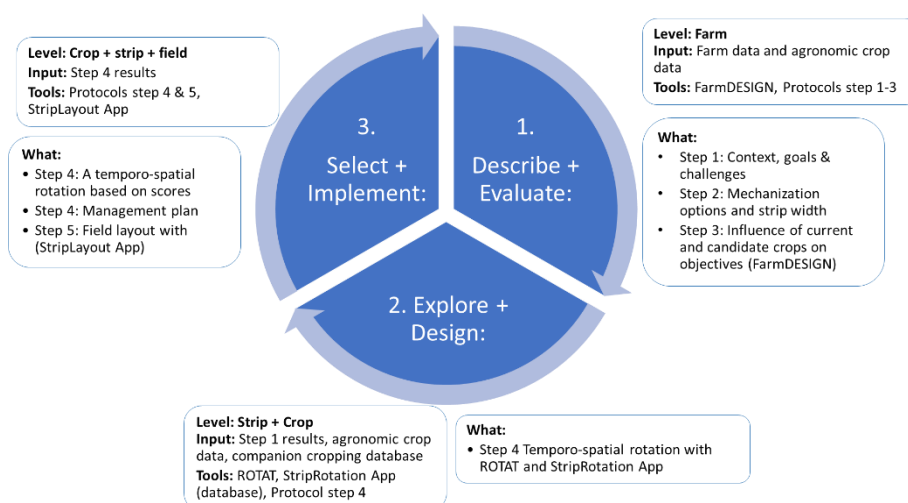 Level: Crop + strip + field
Input: Step 4 results
Tools: Protocols step 4 & 5,
StripLayout App
What:
• Step 4: A temporo-spatial
rotation based on scores
• Step 4: Management plan
• Step 5: Field layout with
(StripLayout App)
3.
Select +
Implement:
1.
Describe +
Evaluate:
Level: Farm
Input: Farm data and agronomic crop
data
Tools: FarmDESIGN, Protocols step 1-3
What:
• Step 1: Context, goals &
challenges
• Step 2: Mechanization
options and strip width
• Step 3: Influence of current
and candidate crops on
objectives (FarmDESIGN)
2. Explore +
Design:
Level: Strip + Crop
Input: Step 1 results, agronomic crop
data, companion cropping database
Tools: ROTAT, StripRotation App
(database), Protocol step 4
What:
• Step 4 Temporo-spatial rotation with
ROTAT and StripRotation App